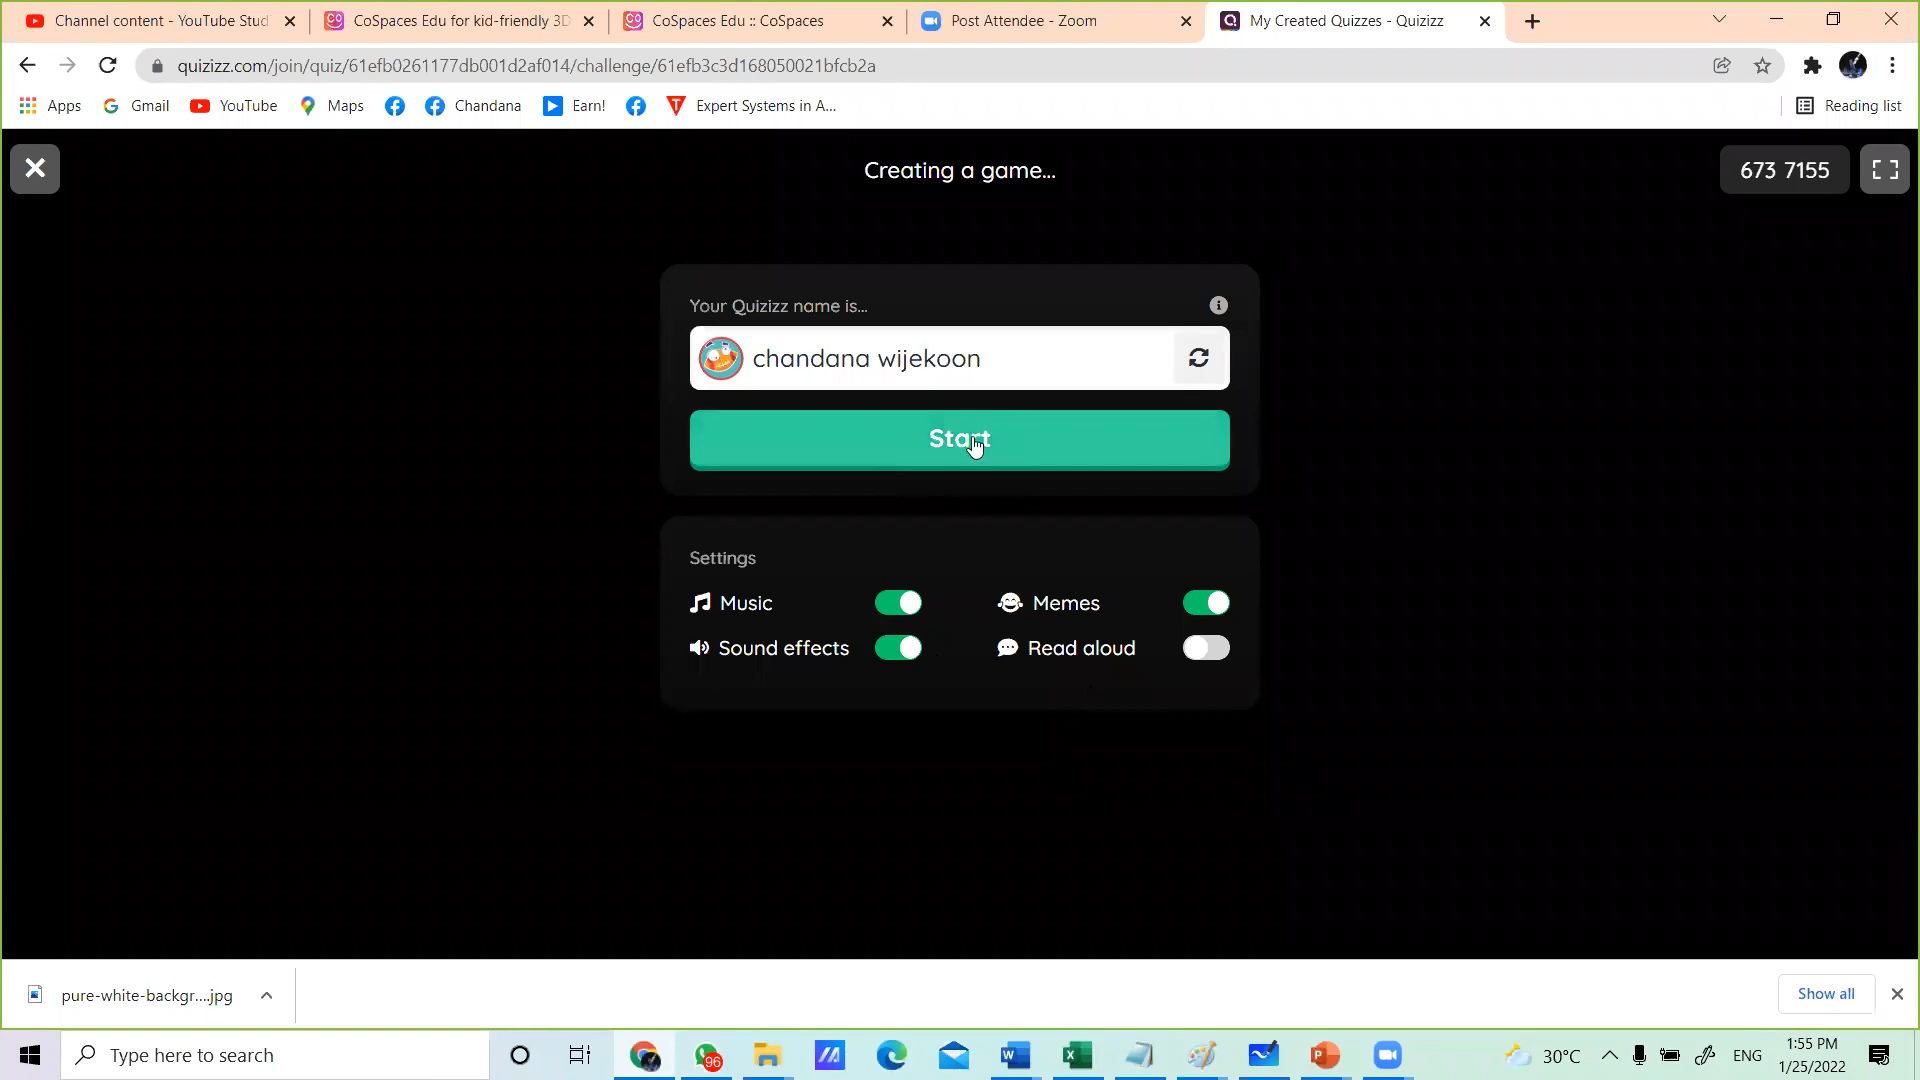 Channel content - YouTube Stud
CoSpaces Edu for kid-friendly 3D
CoSpaces Edu :: CoSpaces
Post Attendee - Zoom
My Created Quizzes - Quizizz
quizizz.com/join/quiz/61efb0261177db001d2af014/challenge/61efb3c3d168050021bfcb2a
Apps Gmail YouTube Maps Chandana Earn! Expert Systems in A... Reading list
Creating a game...
673 7155
Your Quizizz name is...
chandana wijekoon
Start
Settings
Music Memes
Sound effects Read aloud
pure-white-backgr....jpg
Show all
Type here to search
96
30°C
ENG
1:55 PM
1/25/2022